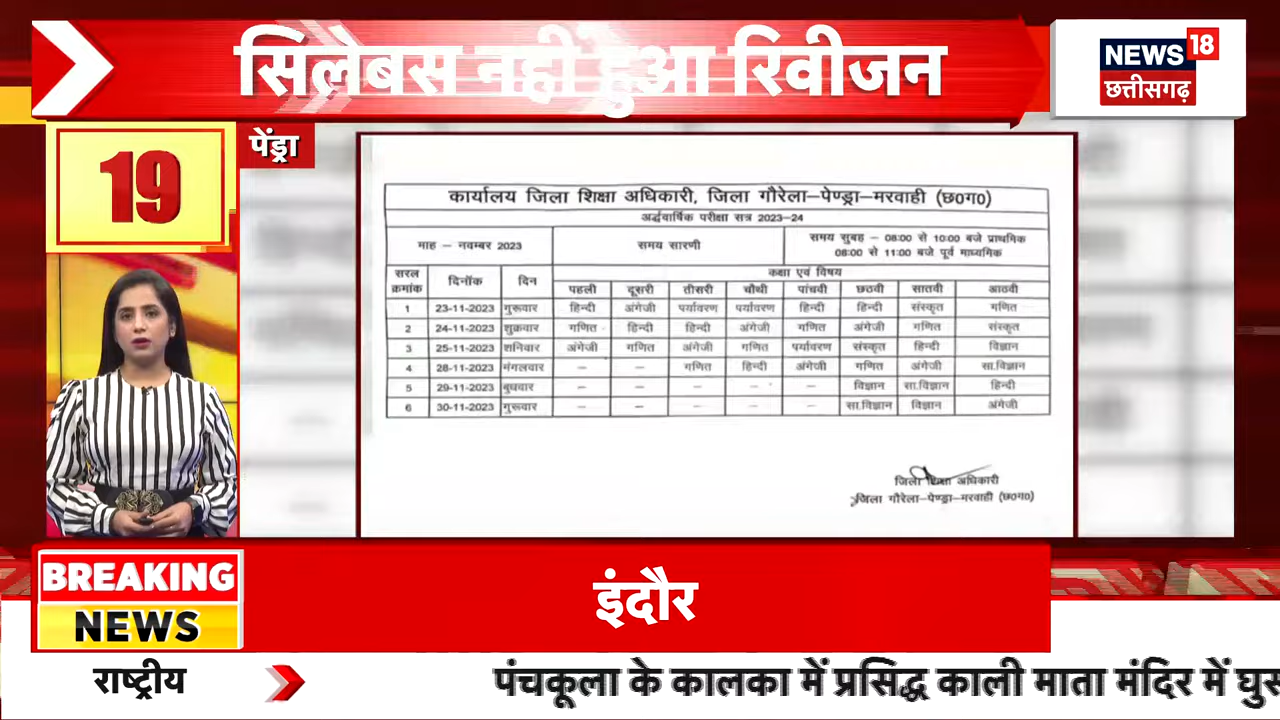 सिलेबस नहीं हुआ रिवीजन
NEWS 18
छत्तीसगढ़
19
पेंड्रा
कार्यालय जिला शिक्षा अधिकारी, जिला गौरेला–पेण्ड्रा–मरवाही (छ0ग0)
अर्द्धवार्षिक परीक्षा सत्र 2023–24
माह – नवम्बर 2023 समय सारणी समय सुबह – 08:00 से 10:00 बजे प्राथमिक
08:00 से 11:00 बजे पूर्व माध्यमिक
सरल क्रमांक दिनॉक दिन कक्षा एवं विषय
पहली दूसरी तीसरी चौथी पांचवी छठवी सातवी आठवी
1 23-11-2023 गुरूवार हिन्दी अंग्रेजी पर्यावरण पर्यावरण हिन्दी हिन्दी संस्कृत गणित
2 24-11-2023 शुक्रवार गणित हिन्दी हिन्दी अंग्रेजी गणित अंग्रेजी गणित संस्कृत
3 25-11-2023 शनिवार अंग्रेजी गणित अंग्रेजी गणित पर्यावरण संस्कृत हिन्दी विज्ञान
4 28-11-2023 मंगलवार – – गणित हिन्दी अंग्रेजी गणित अंग्रेजी सा.विज्ञान
5 29-11-2023 बुधवार – – – – – विज्ञान सा.विज्ञान हिन्दी
6 30-11-2023 गुरूवार – – – – – सा.विज्ञान विज्ञान अंग्रेजी
जिला शिक्षा अधिकारी
जिला गौरेला–पेण्ड्रा–मरवाही (छ0ग0)
BREAKING
NEWS
इंदौर
राष्ट्रीय
पंचकूला के कालका में प्रसिद्ध काली माता मंदिर में घुस